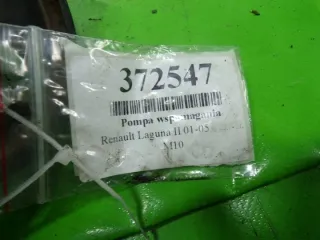 372547
Pompa wspomagania
Renault Laguna II 01-05
M10